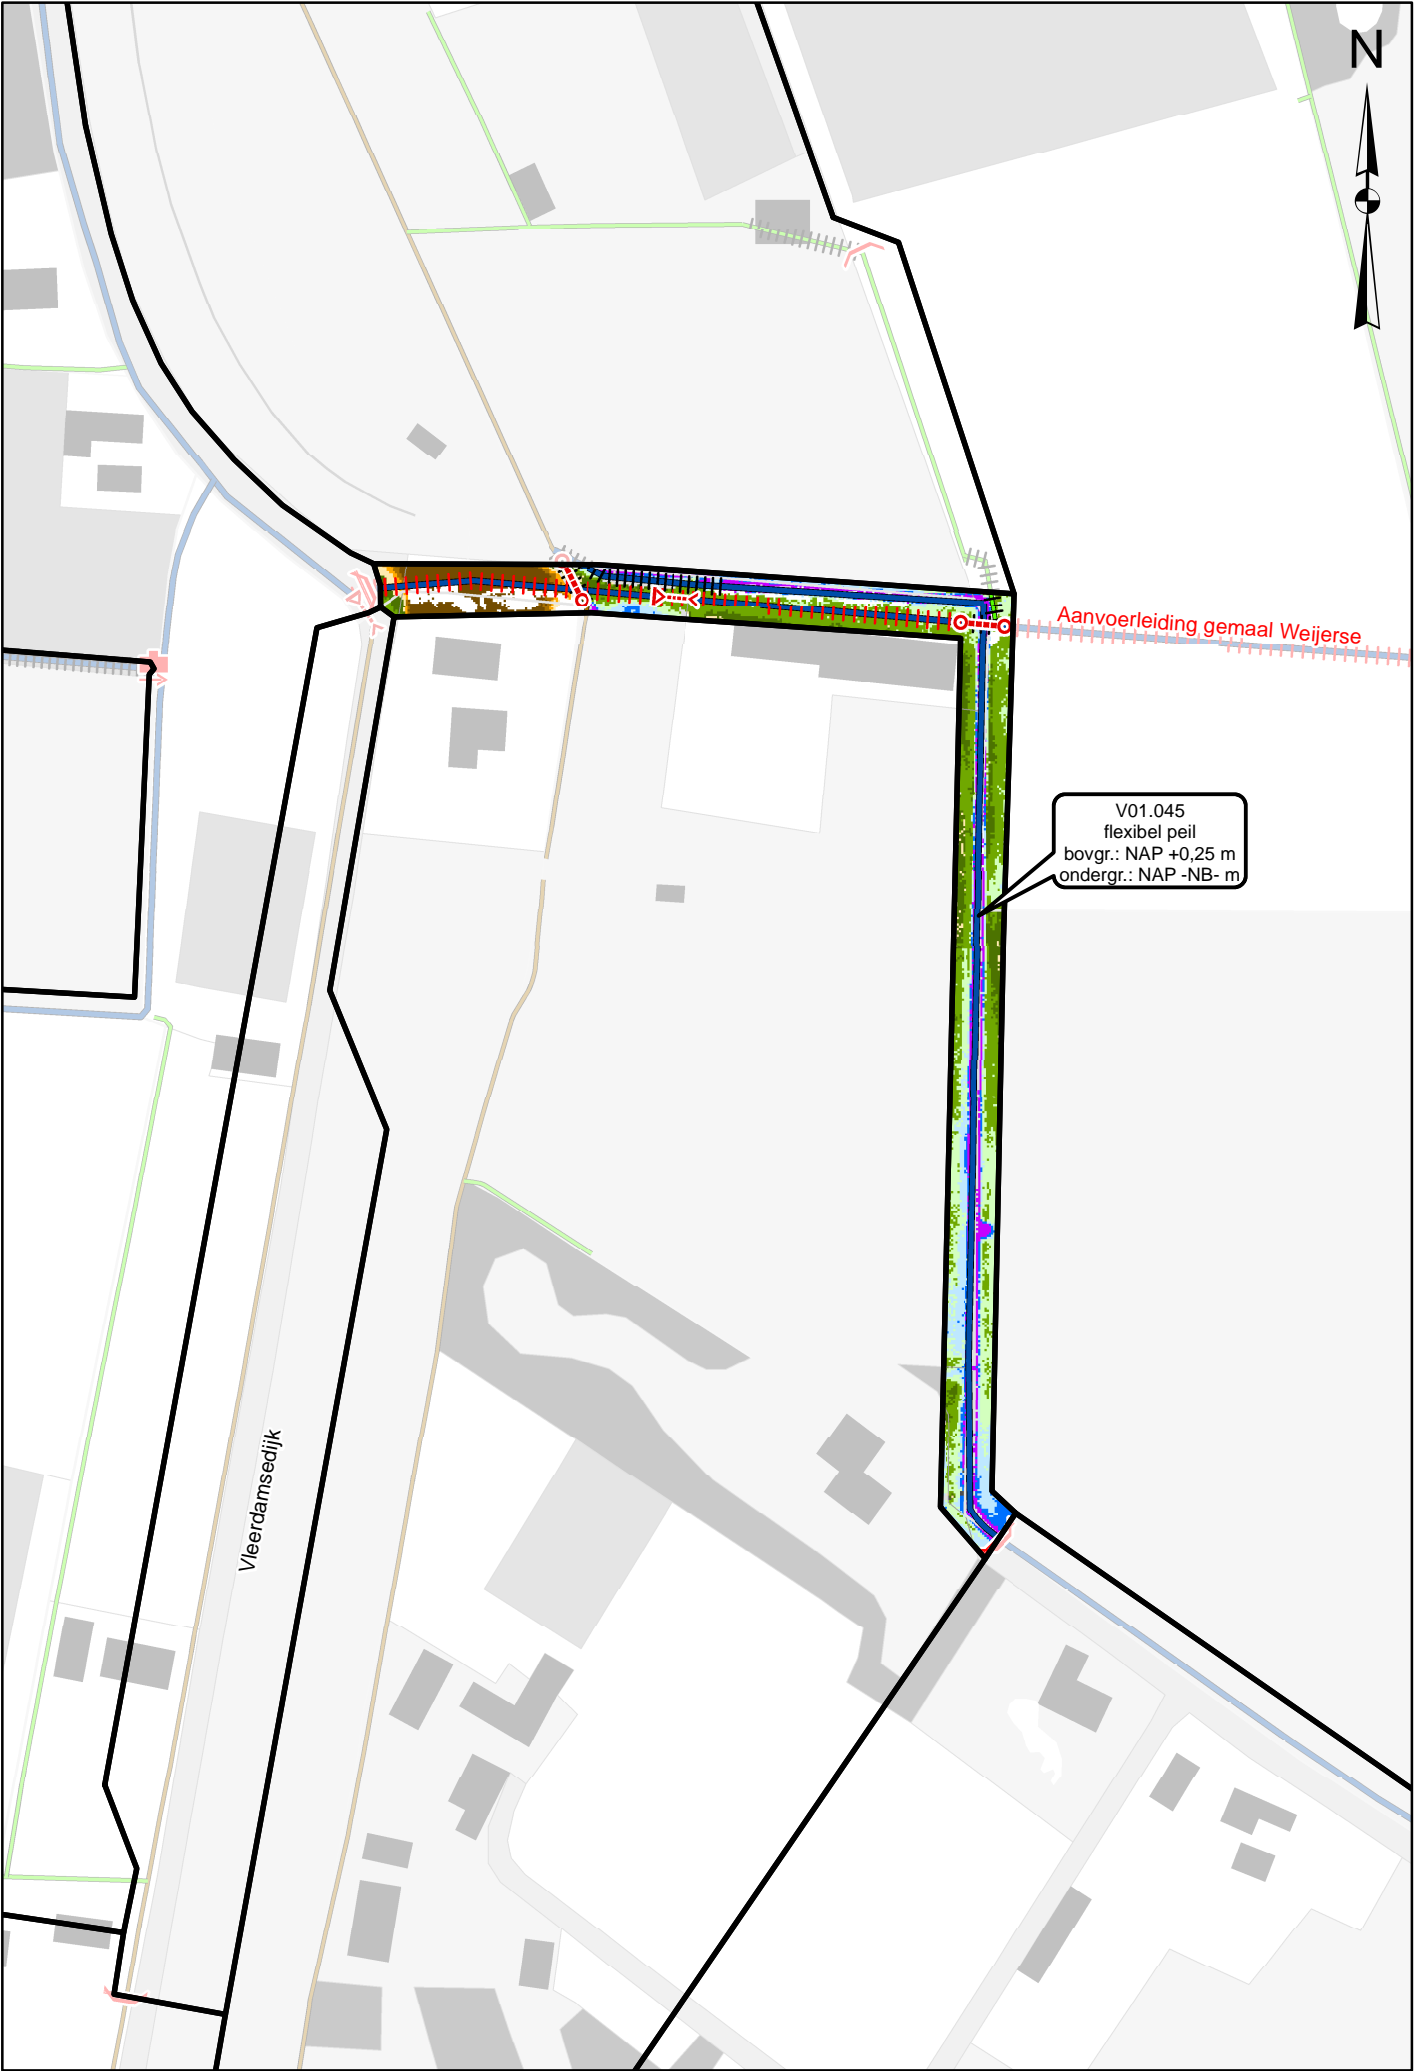 N
Aanvoerleiding gemaal Weijerse
V01.045
flexibel peil
bovgr.: NAP +0,25 m
ondergr.: NAP -NB- m
Vleerdamsedijk